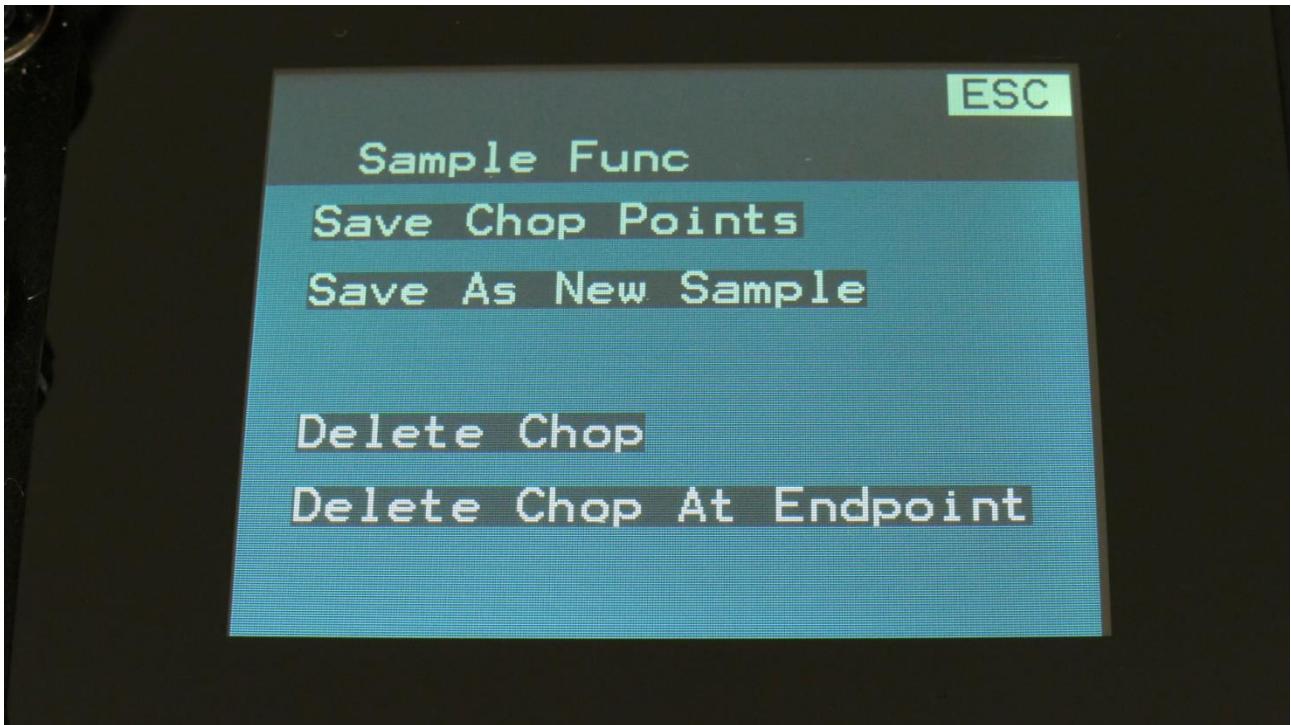 ESC
Sample Func
Save Chop Points
Save As New Sample
Delete Chop
Delete Chop At Endpoint